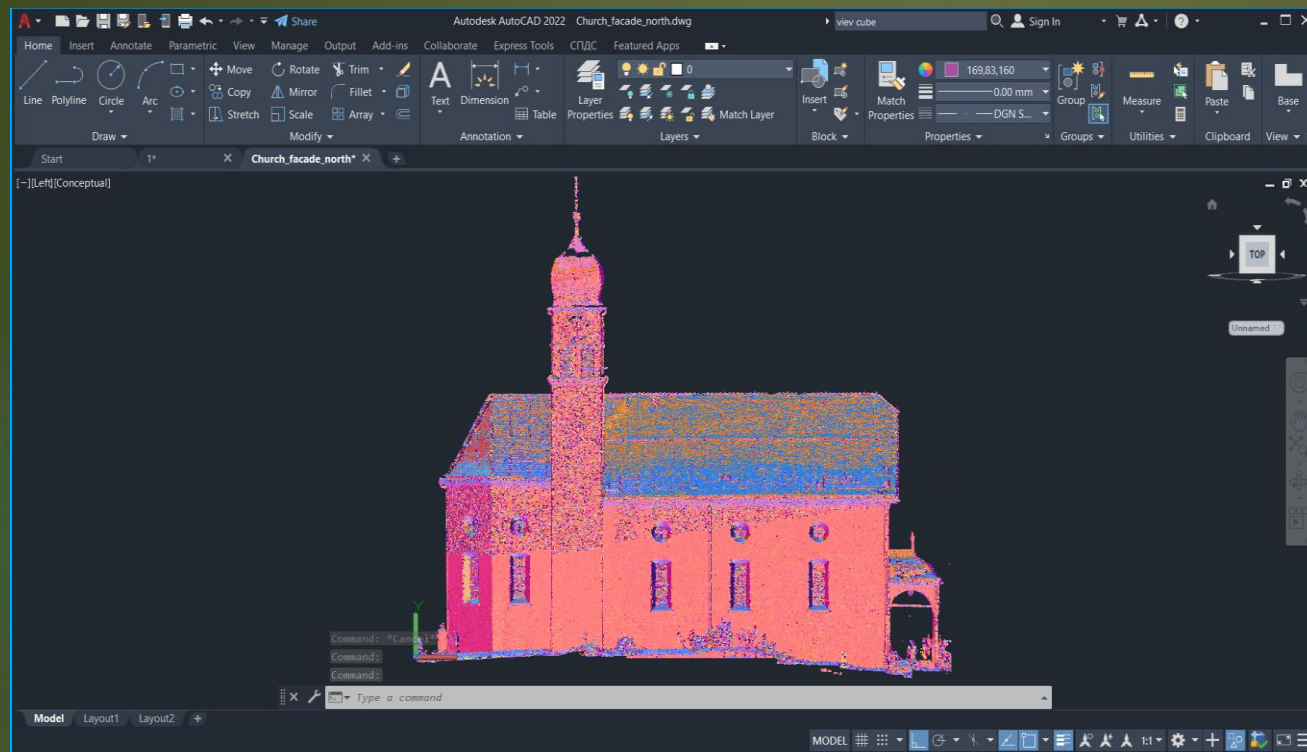 Share Autodesk AutoCAD 2022 Church_facade_north.dwg viev cube Sign In
Home Insert Annotate Parametric View Manage Output Add-ins Collaborate Express Tools СПДС Featured Apps
Line Polyline Circle Arc
Move Rotate Trim
Copy Mirror Fillet
Stretch Scale Array
Text Dimension Table
Layer Properties 0 Match Layer
Insert
Match Properties 169,83,160
0.00 mm
DGN S...
Group Measure Paste Base
Draw Modify Annotation Layers Block Properties Groups Utilities Clipboard View
Start 1* Church_facade_north*
[−][Left][Conceptual]
TOP
Unnamed
Y
Command: *Cancel*
Command:
Command:
Type a command
Model Layout1 Layout2
MODEL 1:1